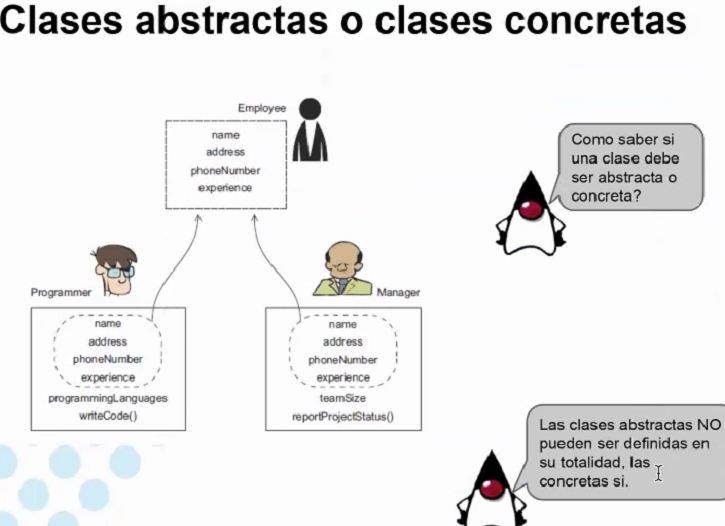 Clases abstractas o clases concretas
Employee
name
address
phoneNumber
experience
Como saber si
una clase debe
ser abstracta o
concreta?
Programmer
name
address
phoneNumber
experience
programmingLanguages
writeCode()
Manager
name
address
phoneNumber
experience
teamSize
reportProjectStatus()
Las clases abstractas NO
pueden ser definidas en
su totalidad, las
concretas si.